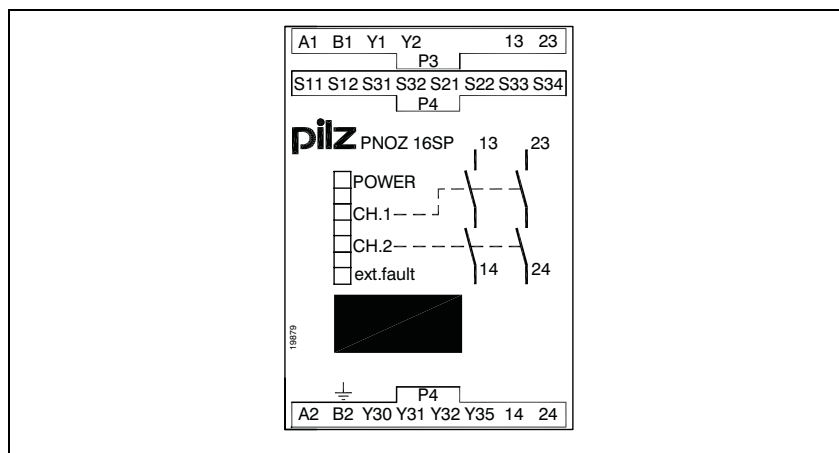 A1 B1 Y1 Y2 13 23
P3
S11 S12 S31 S32 S21 S22 S33 S34
P4
pilz PNOZ 16SP 13 23
POWER
CH.1
CH.2
14 24
ext.fault
19879
P4
A2 B2 Y30 Y31 Y32 Y35 14 24